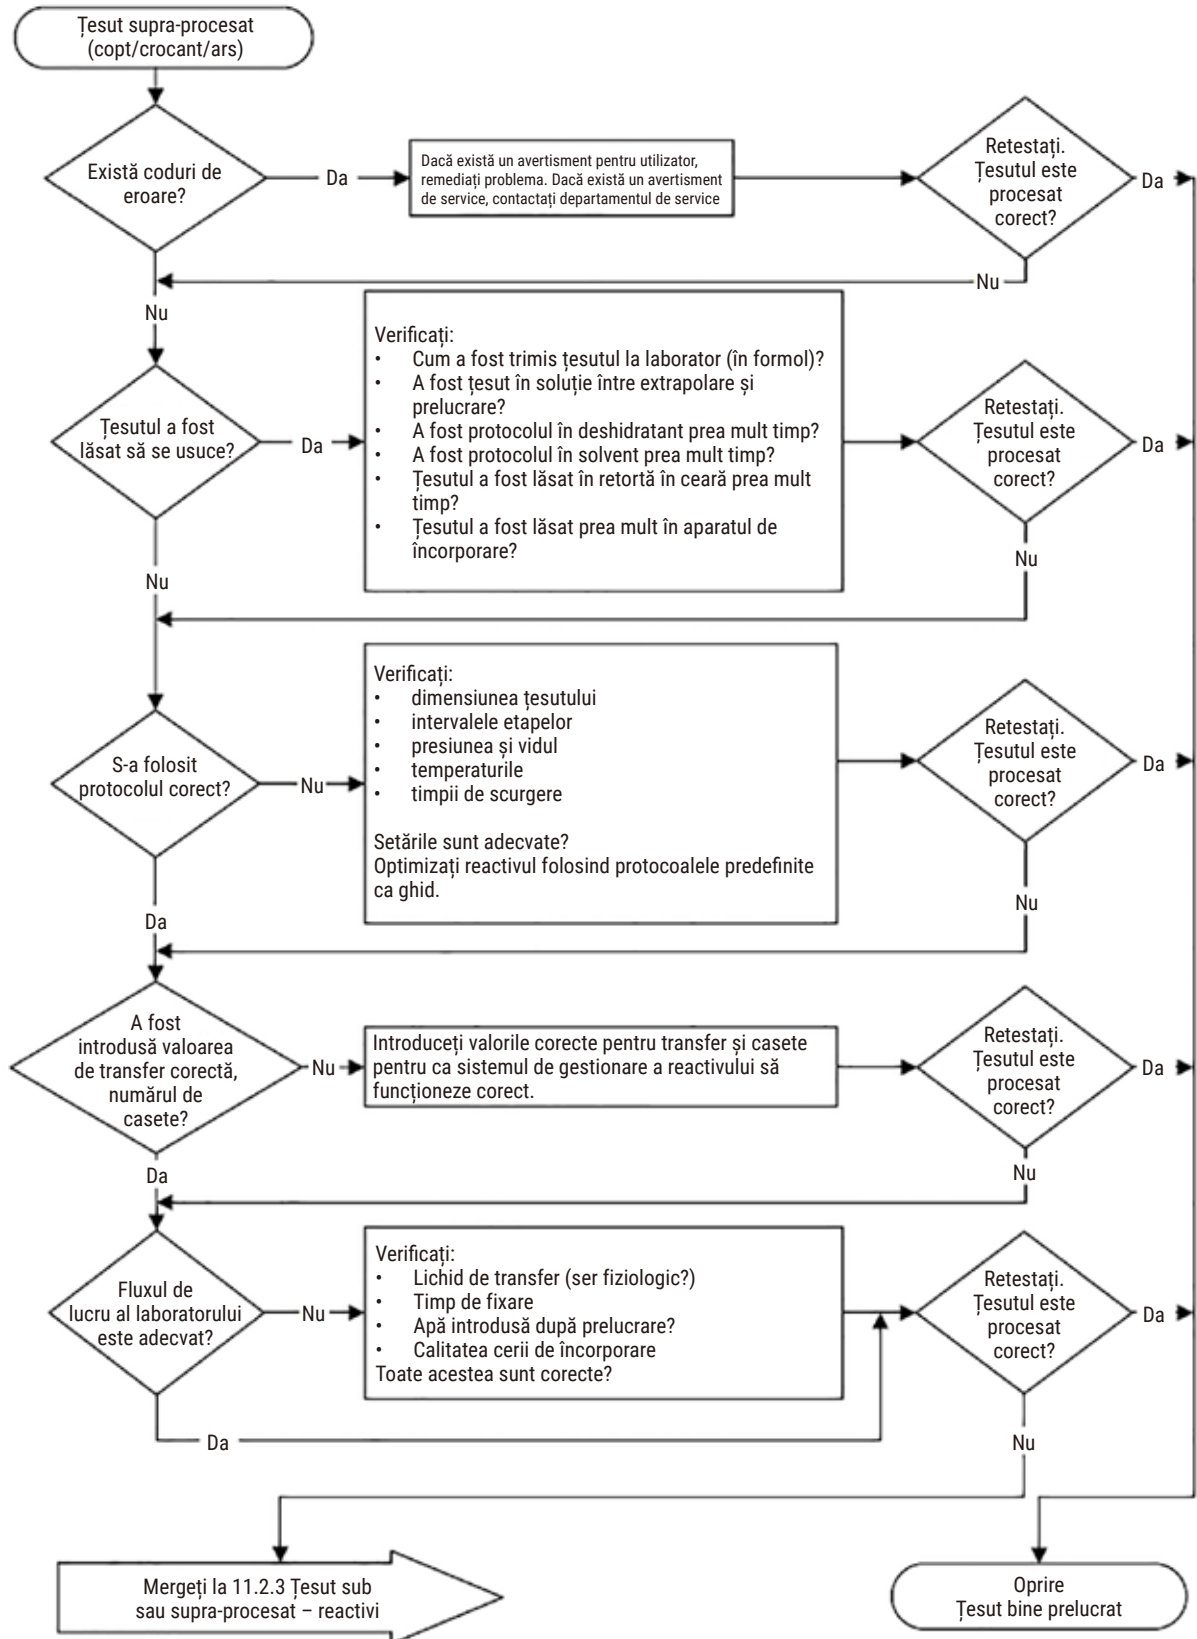 Țesut supra-procesat
(copt/crocant/ars)
Există coduri de
eroare?
Da
Dacă există un avertisment pentru utilizator,
remediați problema. Dacă există un avertisment
de service, contactați departamentul de service
Retestați.
Țesutul este
procesat
corect?
Da
Nu
Nu
Țesutul a fost
lăsat să se usuce?
Da
Verificați:
• Cum a fost trimis țesutul la laborator (în formol)?
• A fost țesut în soluție între extrapolare și
prelucrare?
• A fost protocolul în deshidratant prea mult timp?
• A fost protocolul în solvent prea mult timp?
• Țesutul a fost lăsat în retortă în ceară prea mult
timp?
• Țesutul a fost lăsat prea mult în aparatul de
încorporare?
Retestați.
Țesutul este
procesat
corect?
Da
Nu
Nu
S-a folosit
protocolul corect?
Nu
Verificați:
• dimensiunea țesutului
• intervalele etapelor
• presiunea și vidul
• temperaturile
• timpii de scurgere
Setările sunt adecvate?
Optimizați reactivul folosind protocoalele predefinite
ca ghid.
Retestați.
Țesutul este
procesat
corect?
Da
Nu
Da
A fost
introdusă valoarea
de transfer corectă,
numărul de
casete?
Nu
Introduceți valorile corecte pentru transfer și casete
pentru ca sistemul de gestionare a reactivului să
funcționeze corect.
Retestați.
Țesutul este
procesat
corect?
Da
Nu
Da
Fluxul de
lucru al laboratorului
este adecvat?
Nu
Verificați:
• Lichid de transfer (ser fiziologic?)
• Timp de fixare
• Apă introdusă după prelucrare?
• Calitatea cerii de încorporare
Toate acestea sunt corecte?
Retestați.
Țesutul este
procesat
corect?
Da
Da
Nu
Mergeți la 11.2.3 Țesut sub
sau supra-procesat – reactivi
Oprire
Țesut bine prelucrat